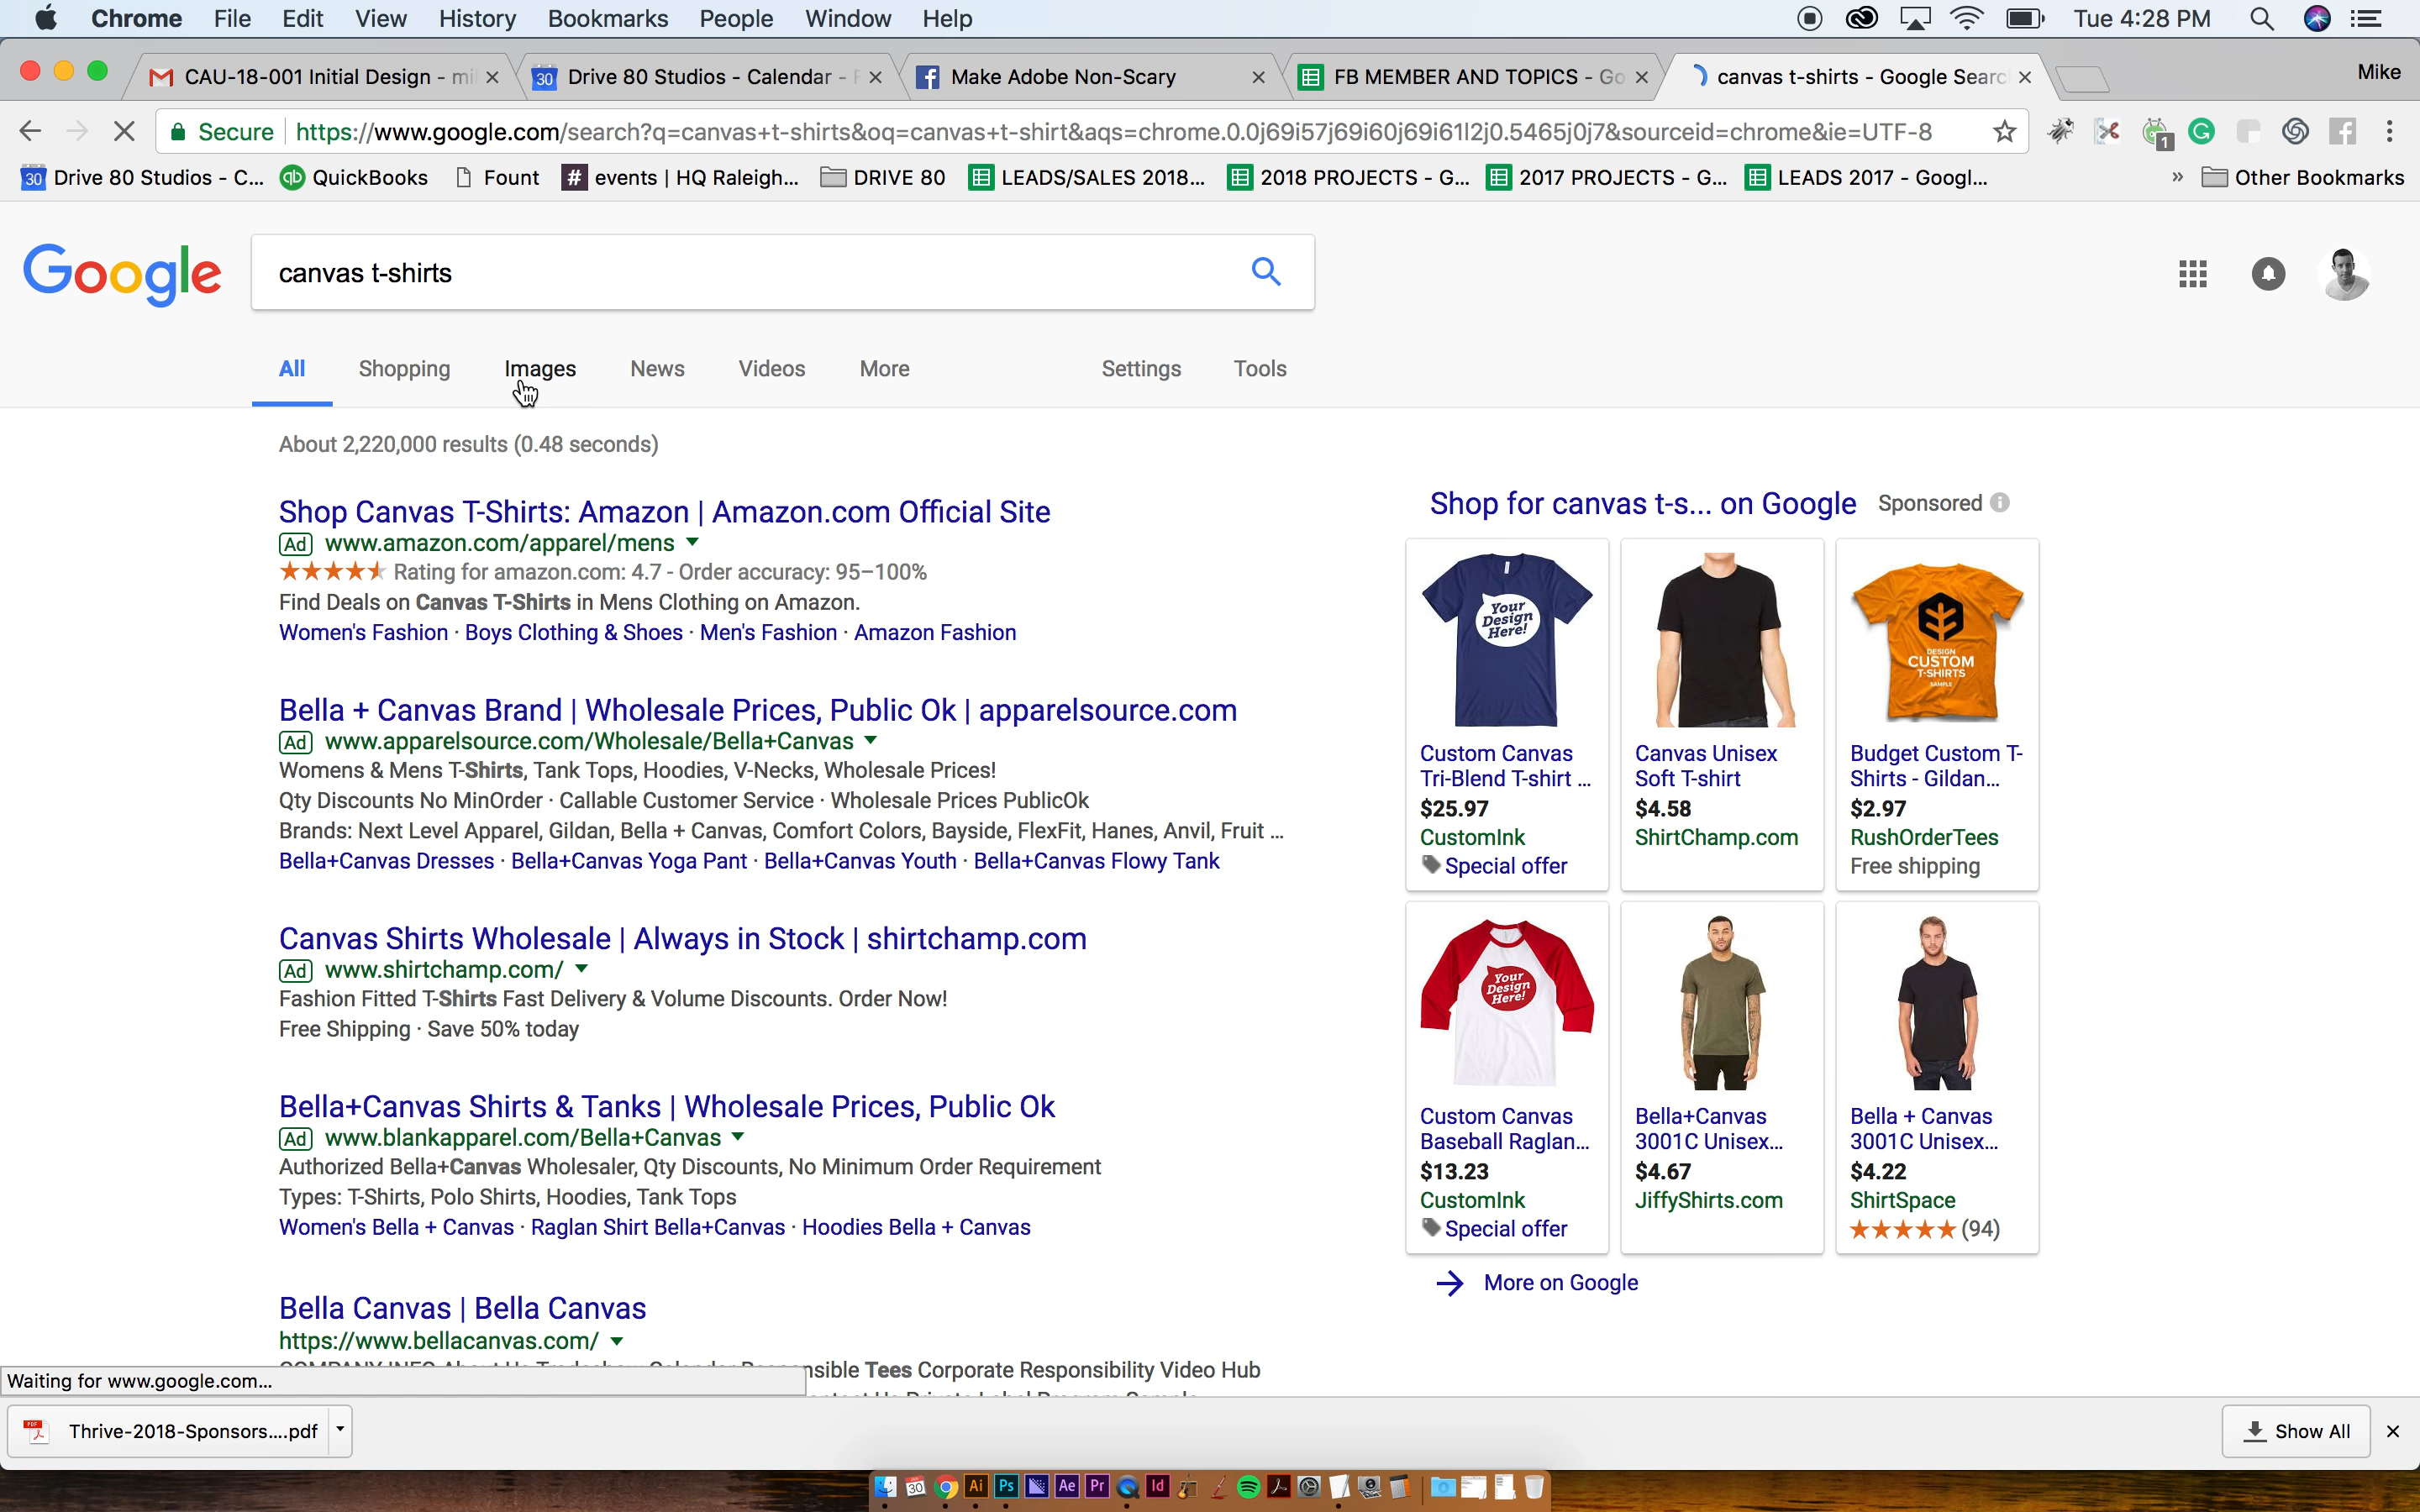 Chrome File Edit View History Bookmarks People Window Help Tue 4:28 PM
CAU-18-001 Initial Design - mi Drive 80 Studios - Calendar - Make Adobe Non-Scary FB MEMBER AND TOPICS - Go canvas t-shirts - Google Searc Mike
Secure https://www.google.com/search?q=canvas+t-shirts&oq=canvas+t-shirt&aqs=chrome.0.0j69i57j69i60j69i61l2j0.5465j0j7&sourceid=chrome&ie=UTF-8
30 Drive 80 Studios - C... qb QuickBooks Fount # events | HQ Raleigh... DRIVE 80 LEADS/SALES 2018... 2018 PROJECTS - G... 2017 PROJECTS - G... LEADS 2017 - Googl... » Other Bookmarks
Google canvas t-shirts
All Shopping Images News Videos More Settings Tools
About 2,220,000 results (0.48 seconds)
Shop Canvas T-Shirts: Amazon | Amazon.com Official Site
Ad www.amazon.com/apparel/mens
Rating for amazon.com: 4.7 - Order accuracy: 95–100%
Find Deals on Canvas T-Shirts in Mens Clothing on Amazon.
Women's Fashion · Boys Clothing & Shoes · Men's Fashion · Amazon Fashion
Bella + Canvas Brand | Wholesale Prices, Public Ok | apparelsource.com
Ad www.apparelsource.com/Wholesale/Bella+Canvas
Womens & Mens T-Shirts, Tank Tops, Hoodies, V-Necks, Wholesale Prices!
Qty Discounts No MinOrder · Callable Customer Service · Wholesale Prices PublicOk
Brands: Next Level Apparel, Gildan, Bella + Canvas, Comfort Colors, Bayside, FlexFit, Hanes, Anvil, Fruit ...
Bella+Canvas Dresses · Bella+Canvas Yoga Pant · Bella+Canvas Youth · Bella+Canvas Flowy Tank
Canvas Shirts Wholesale | Always in Stock | shirtchamp.com
Ad www.shirtchamp.com/
Fashion Fitted T-Shirts Fast Delivery & Volume Discounts. Order Now!
Free Shipping · Save 50% today
Bella+Canvas Shirts & Tanks | Wholesale Prices, Public Ok
Ad www.blankapparel.com/Bella+Canvas
Authorized Bella+Canvas Wholesaler, Qty Discounts, No Minimum Order Requirement
Types: T-Shirts, Polo Shirts, Hoodies, Tank Tops
Women's Bella + Canvas · Raglan Shirt Bella+Canvas · Hoodies Bella + Canvas
Bella Canvas | Bella Canvas
https://www.bellacanvas.com/
Tees Corporate Responsibility Video Hub
Shop for canvas t-s... on Google Sponsored
Your
Design
Here!
DESIGN
CUSTOM
T-SHIRTS
SAMPLE
Custom Canvas
Tri-Blend T-shirt ...
$25.97
CustomInk
Special offer
Canvas Unisex
Soft T-shirt
$4.58
ShirtChamp.com
Budget Custom T-
Shirts - Gildan...
$2.97
RushOrderTees
Free shipping
Your
Design
Here!
Custom Canvas
Baseball Raglan...
$13.23
CustomInk
Special offer
Bella+Canvas
3001C Unisex...
$4.67
JiffyShirts.com
Bella + Canvas
3001C Unisex...
$4.22
ShirtSpace
(94)
More on Google
Waiting for www.google.com...
Thrive-2018-Sponsors....pdf Show All
30 Ai Ps Ae Pr Id